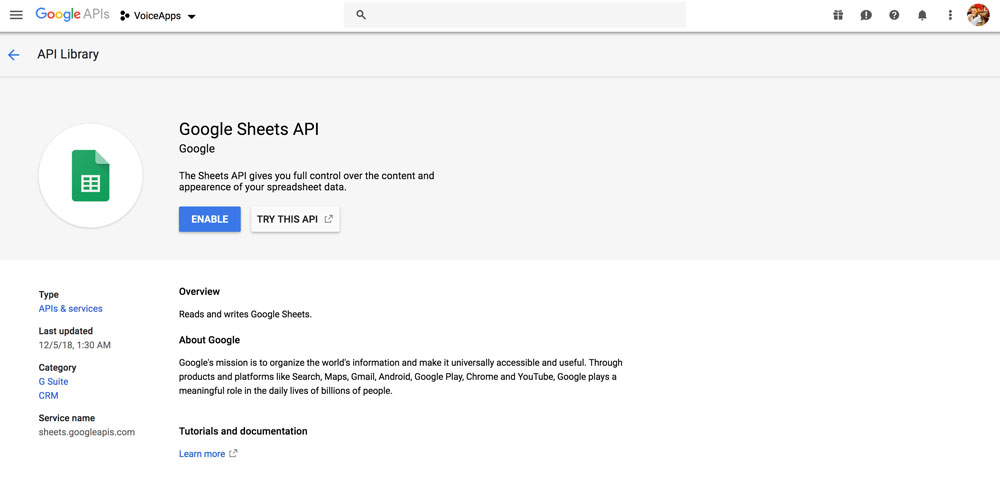 Google APIs VoiceApps
API Library
Google Sheets API
Google
The Sheets API gives you full control over the content and
appearence of your spreadsheet data.
ENABLE TRY THIS API
Type
APIs & services
Last updated
12/5/18, 1:30 AM
Category
G Suite
CRM
Service name
sheets.googleapis.com
Overview
Reads and writes Google Sheets.
About Google
Google's mission is to organize the world's information and make it universally accessible and useful. Through
products and platforms like Search, Maps, Gmail, Android, Google Play, Chrome and YouTube, Google plays a
meaningful role in the daily lives of billions of people.
Tutorials and documentation
Learn more